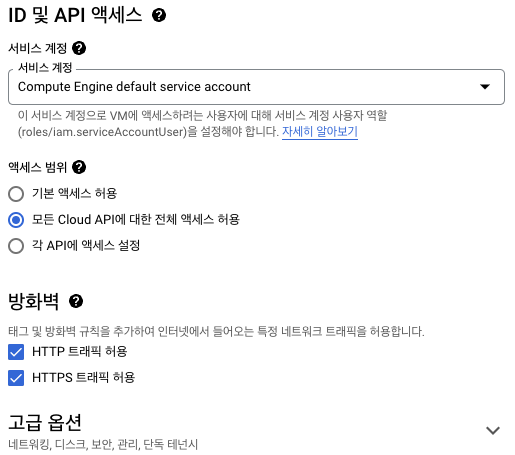 ID 및 API 액세스
서비스 계정
서비스 계정
Compute Engine default service account
이 서비스 계정으로 VM에 액세스하려는 사용자에 대해 서비스 계정 사용자 역할
(roles/iam.serviceAccountUser)을 설정해야 합니다. 자세히 알아보기
액세스 범위
기본 액세스 허용
모든 Cloud API에 대한 전체 액세스 허용
각 API에 액세스 설정
방화벽
태그 및 방화벽 규칙을 추가하여 인터넷에서 들어오는 특정 네트워크 트래픽을 허용합니다.
HTTP 트래픽 허용
HTTPS 트래픽 허용
고급 옵션
네트워킹, 디스크, 보안, 관리, 단독 테넌시